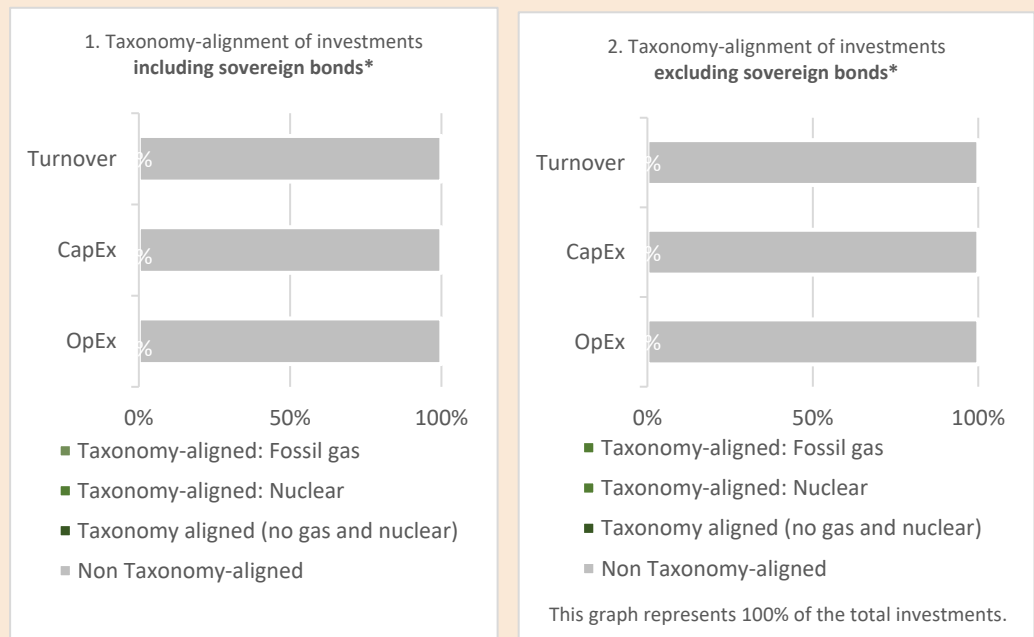 1. Taxonomy-alignment of investments
including sovereign bonds*
Turnover
%
CapEx
%
OpEx
%
0% 50% 100%
Taxonomy-aligned: Fossil gas
Taxonomy-aligned: Nuclear
Taxonomy aligned (no gas and nuclear)
Non Taxonomy-aligned
2. Taxonomy-alignment of investments
excluding sovereign bonds*
Turnover
%
CapEx
%
OpEx
%
0% 50% 100%
Taxonomy-aligned: Fossil gas
Taxonomy-aligned: Nuclear
Taxonomy aligned (no gas and nuclear)
Non Taxonomy-aligned
This graph represents 100% of the total investments.